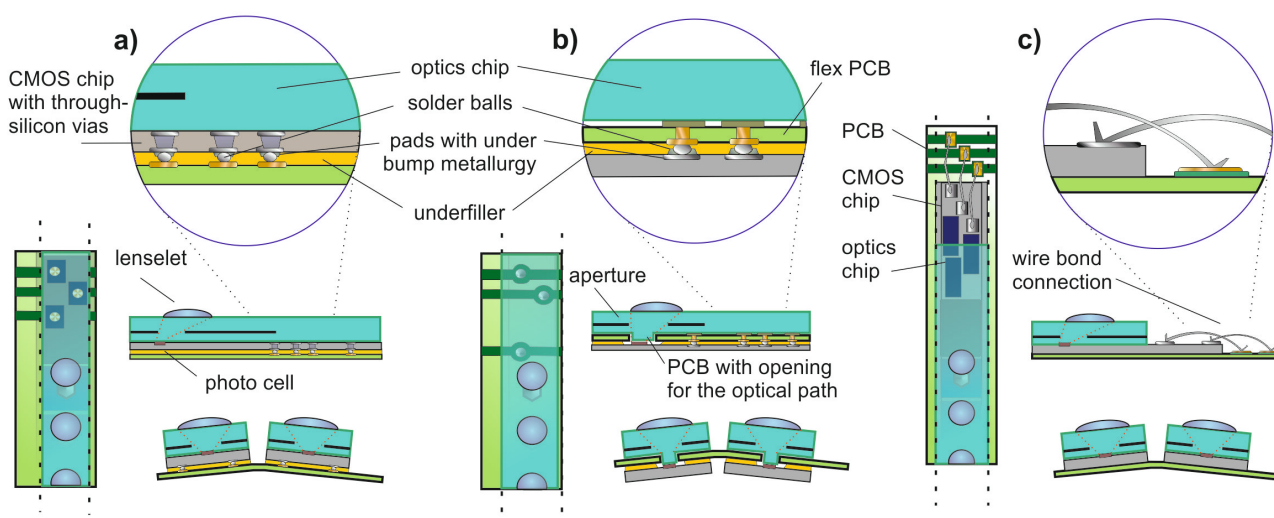 a)
CMOS chip
with through-
silicon vias
optics chip
solder balls
pads with under
bump metallurgy
underfiller
lenselet
photo cell
b)
flex PCB
aperture
PCB with opening
for the optical path
c)
PCB
CMOS
chip
optics
chip
wire bond
connection